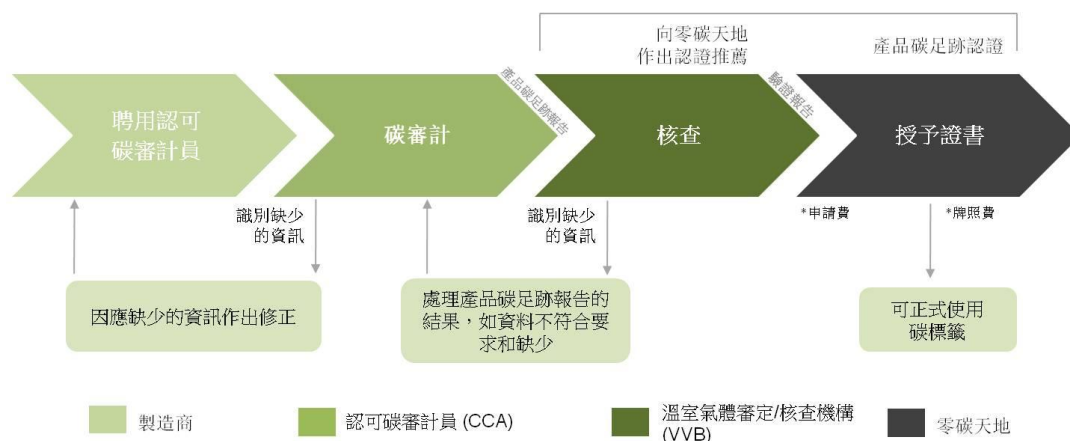 向零碳天地
作出認證推薦
產品碳足跡認證
聘用認可
碳審計員
碳審計
產品碳足跡報告
核查
驗證報告
授予證書
識別缺少
的資訊
識別缺少
的資訊
*申請費
*牌照費
因應缺少的資訊作出修正
處理產品碳足跡報告的
結果，如資料不符合要
求和缺少
可正式使用
碳標籤
製造商
認可碳審計員 (CCA)
溫室氣體審定/核查機構
(VVB)
零碳天地